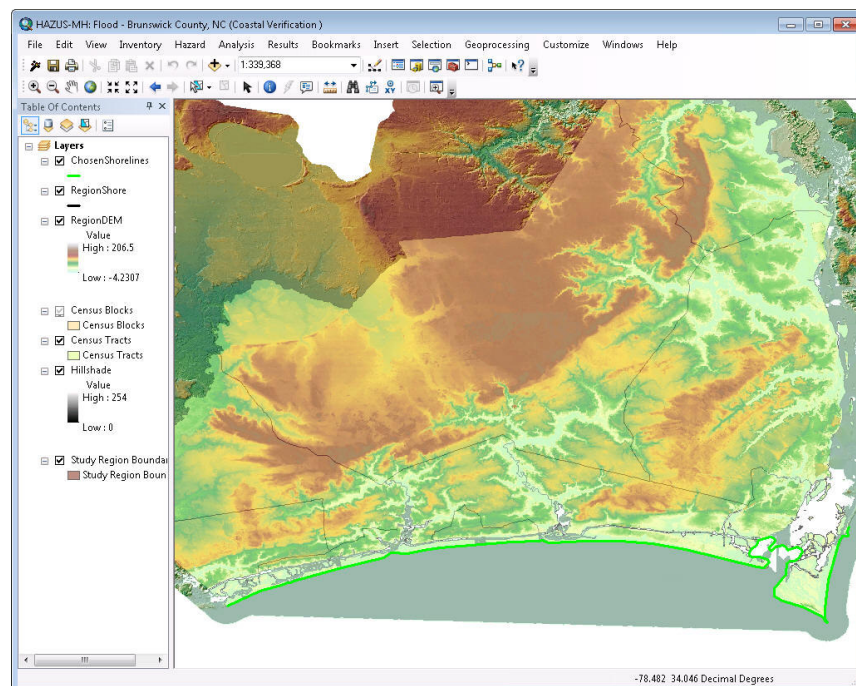 HAZUS-MH: Flood - Brunswick County, NC (Coastal Verification )
File Edit View Inventory Hazard Analysis Results Bookmarks Insert Selection Geoprocessing Customize Windows Help
1:339,368
Table Of Contents
Layers
ChosenShorelines
RegionShore
RegionDEM
Value
High : 206.5
Low : -4.2307
Census Blocks
Census Blocks
Census Tracts
Census Tracts
Hillshade
Value
High : 254
Low : 0
Study Region Boundar
Study Region Boun
-78.482 34.046 Decimal Degrees